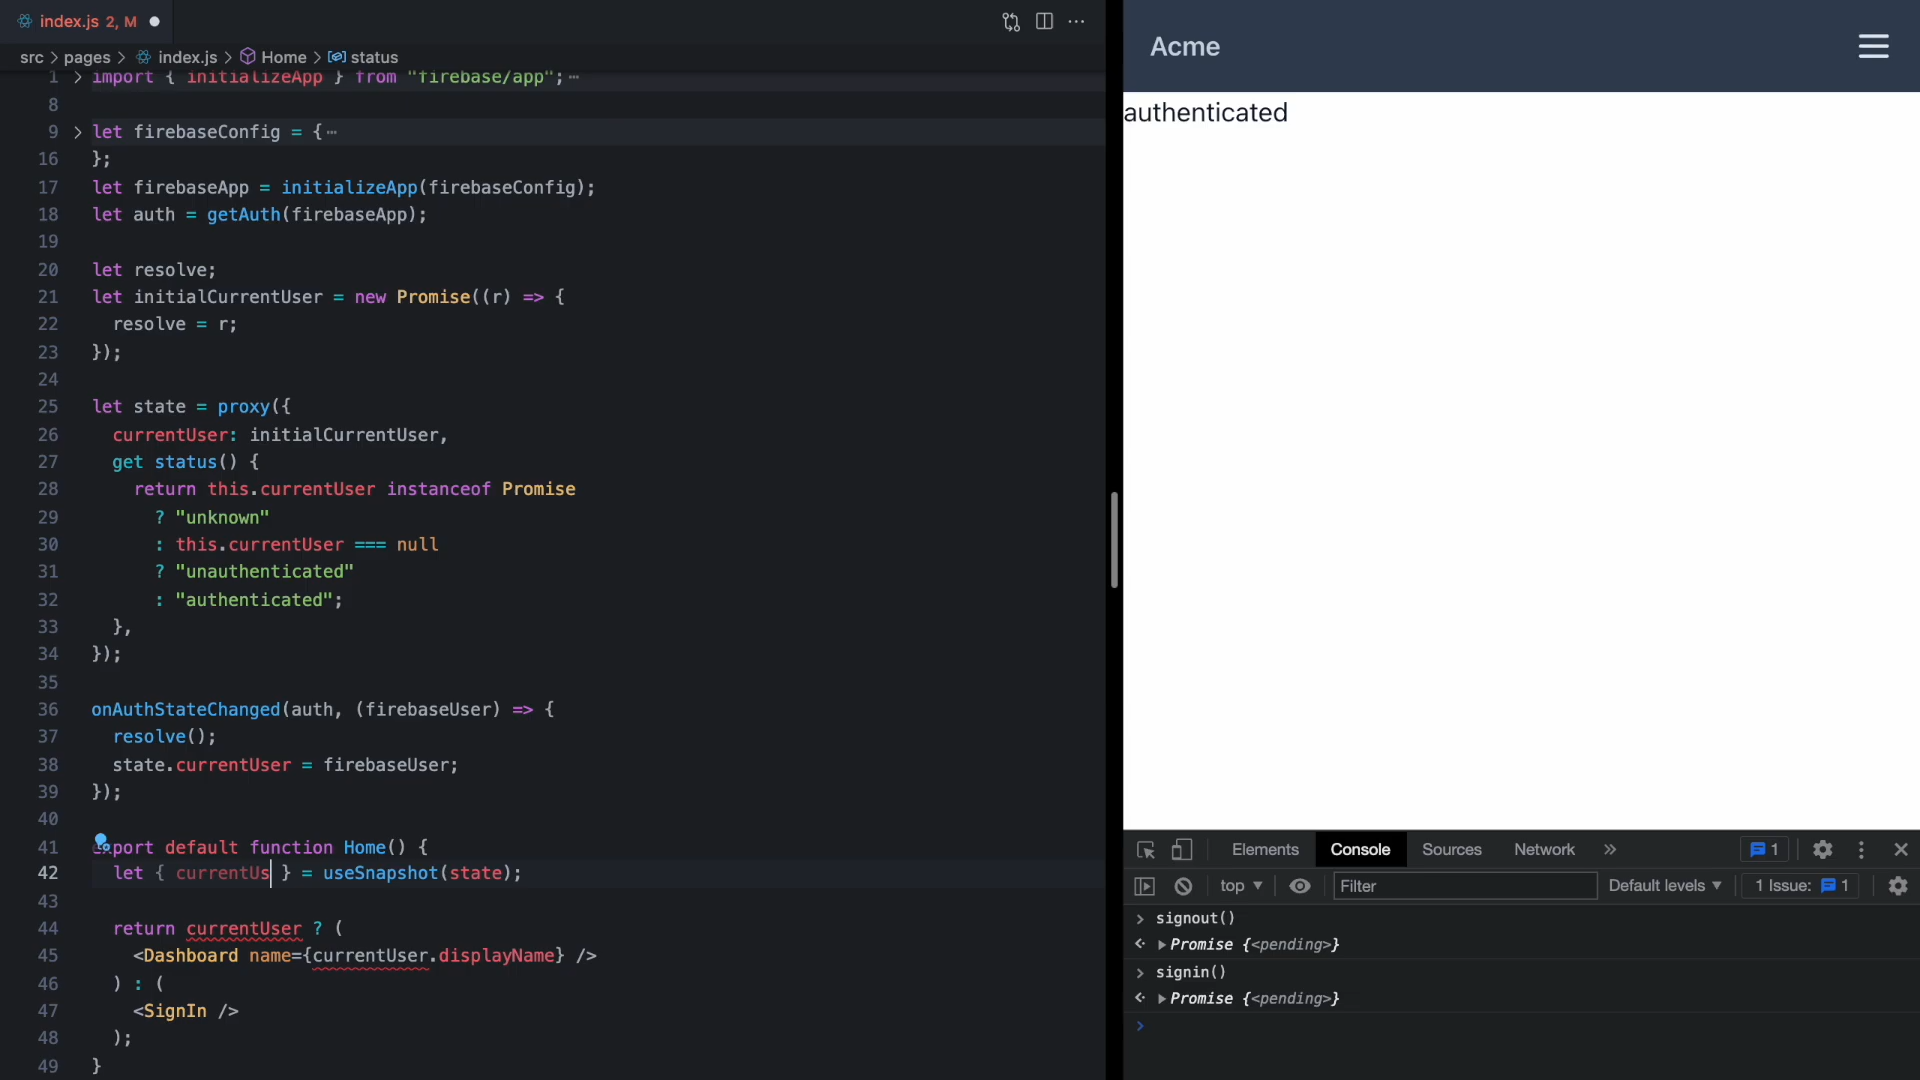 index.js 2, M
src > pages > index.js > Home > status
1 > import { initializeApp } from "firebase/app";
8
9 > let firebaseConfig = {
16 };
17 let firebaseApp = initializeApp(firebaseConfig);
18 let auth = getAuth(firebaseApp);
19
20 let resolve;
21 let initialCurrentUser = new Promise((r) => {
22 resolve = r;
23 });
24
25 let state = proxy({
26 currentUser: initialCurrentUser,
27 get status() {
28 return this.currentUser instanceof Promise
29 ? "unknown"
30 : this.currentUser === null
31 ? "unauthenticated"
32 : "authenticated";
33 },
34 });
35
36 onAuthStateChanged(auth, (firebaseUser) => {
37 resolve();
38 state.currentUser = firebaseUser;
39 });
40
41 export default function Home() {
42 let { currentUs } = useSnapshot(state);
43
44 return currentUser ? (
45 <Dashboard name={currentUser.displayName} />
46 ) : (
47 <SignIn />
48 );
49 }
Acme
authenticated
Elements Console Sources Network » 1
top Filter Default levels 1 Issue: 1
> signout()
Promise {<pending>}
> signin()
Promise {<pending>}
>